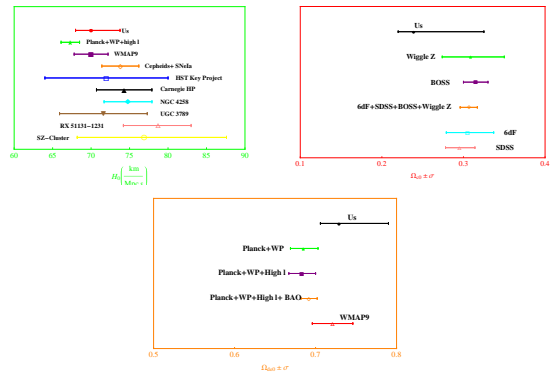 Us
Planck+WP+high l
WMAP9
Cepheids+ SNeIa
HST Key Project
Carnegie HP
NGC 4258
UGC 3789
RX 51131−1231
SZ−Cluster
60 65 70 75 80 85 90
H₀ (km / Mpc s)
Us
Wiggle Z
BOSS
6dF+SDSS+BOSS+Wiggle Z
6dF
SDSS
0.1 0.2 0.3 0.4
± σ
Us
Planck+WP
Planck+WP+High l
Planck+WP+High l+ BAO
WMAP9
0.5 0.6 0.7 0.8
± σ